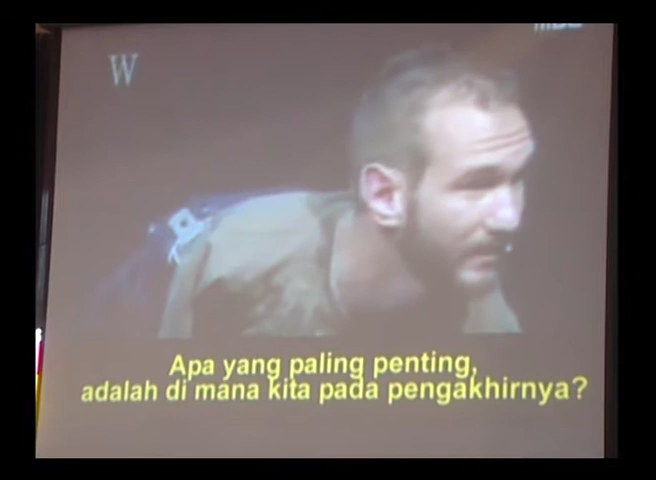 W
Apa yang paling penting,
adalah di mana kita pada pengakhirnya?